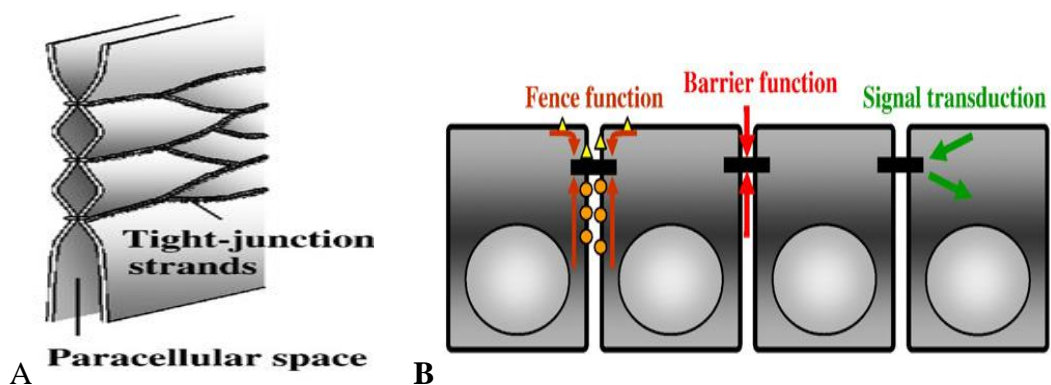 Tight-junction
strands
Paracellular space
A
Fence function
Barrier function
Signal transduction
B